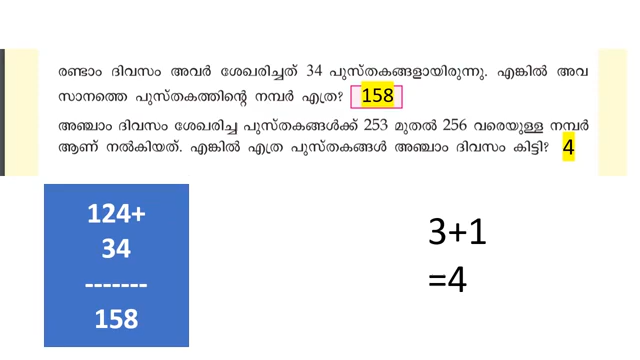 രണ്ടാം ദിവസം അവർ ശേഖരിച്ചത് 34 പുസ്തകങ്ങളായിരുന്നു. എങ്കിൽ അവ
സാനത്തെ പുസ്തകത്തിന്റെ നമ്പർ എത്ര? 158
അഞ്ചാം ദിവസം ശേഖരിച്ച പുസ്തകങ്ങൾക്ക് 253 മുതൽ 256 വരെയുള്ള നമ്പർ
ആണ് നൽകിയത്. എങ്കിൽ എത്ര പുസ്തകങ്ങൾ അഞ്ചാം ദിവസം കിട്ടി? 4
124+
34
-------
158
3+1
=4